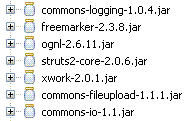 commons-logging-1.0.4.jar
freemarker-2.3.8.jar
ognl-2.6.11.jar
struts2-core-2.0.6.jar
xwork-2.0.1.jar
commons-fileupload-1.1.1.jar
commons-io-1.1.jar